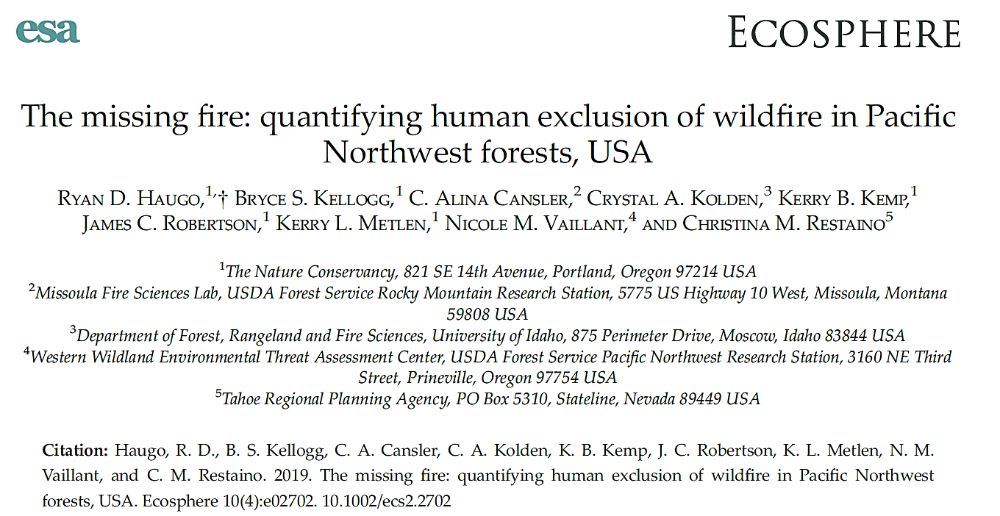 esa
ECOSPHERE
The missing fire: quantifying human exclusion of wildfire in Pacific
Northwest forests, USA
RYAN D. HAUGO,1,† BRYCE S. KELLOGG,1 C. ALINA CANSLER,2 CRYSTAL A. KOLDEN,3 KERRY B. KEMP,1
JAMES C. ROBERTSON,1 KERRY L. METLEN,1 NICOLE M. VAILLANT,4 AND CHRISTINA M. RESTAINO5
1The Nature Conservancy, 821 SE 14th Avenue, Portland, Oregon 97214 USA
2Missoula Fire Sciences Lab, USDA Forest Service Rocky Mountain Research Station, 5775 US Highway 10 West, Missoula, Montana
59808 USA
3Department of Forest, Rangeland and Fire Sciences, University of Idaho, 875 Perimeter Drive, Moscow, Idaho 83844 USA
4Western Wildland Environmental Threat Assessment Center, USDA Forest Service Pacific Northwest Research Station, 3160 NE Third
Street, Prineville, Oregon 97754 USA
5Tahoe Regional Planning Agency, PO Box 5310, Stateline, Nevada 89449 USA
Citation: Haugo, R. D., B. S. Kellogg, C. A. Cansler, C. A. Kolden, K. B. Kemp, J. C. Robertson, K. L. Metlen, N. M.
Vaillant, and C. M. Restaino. 2019. The missing fire: quantifying human exclusion of wildfire in Pacific Northwest
forests, USA. Ecosphere 10(4):e02702. 10.1002/ecs2.2702